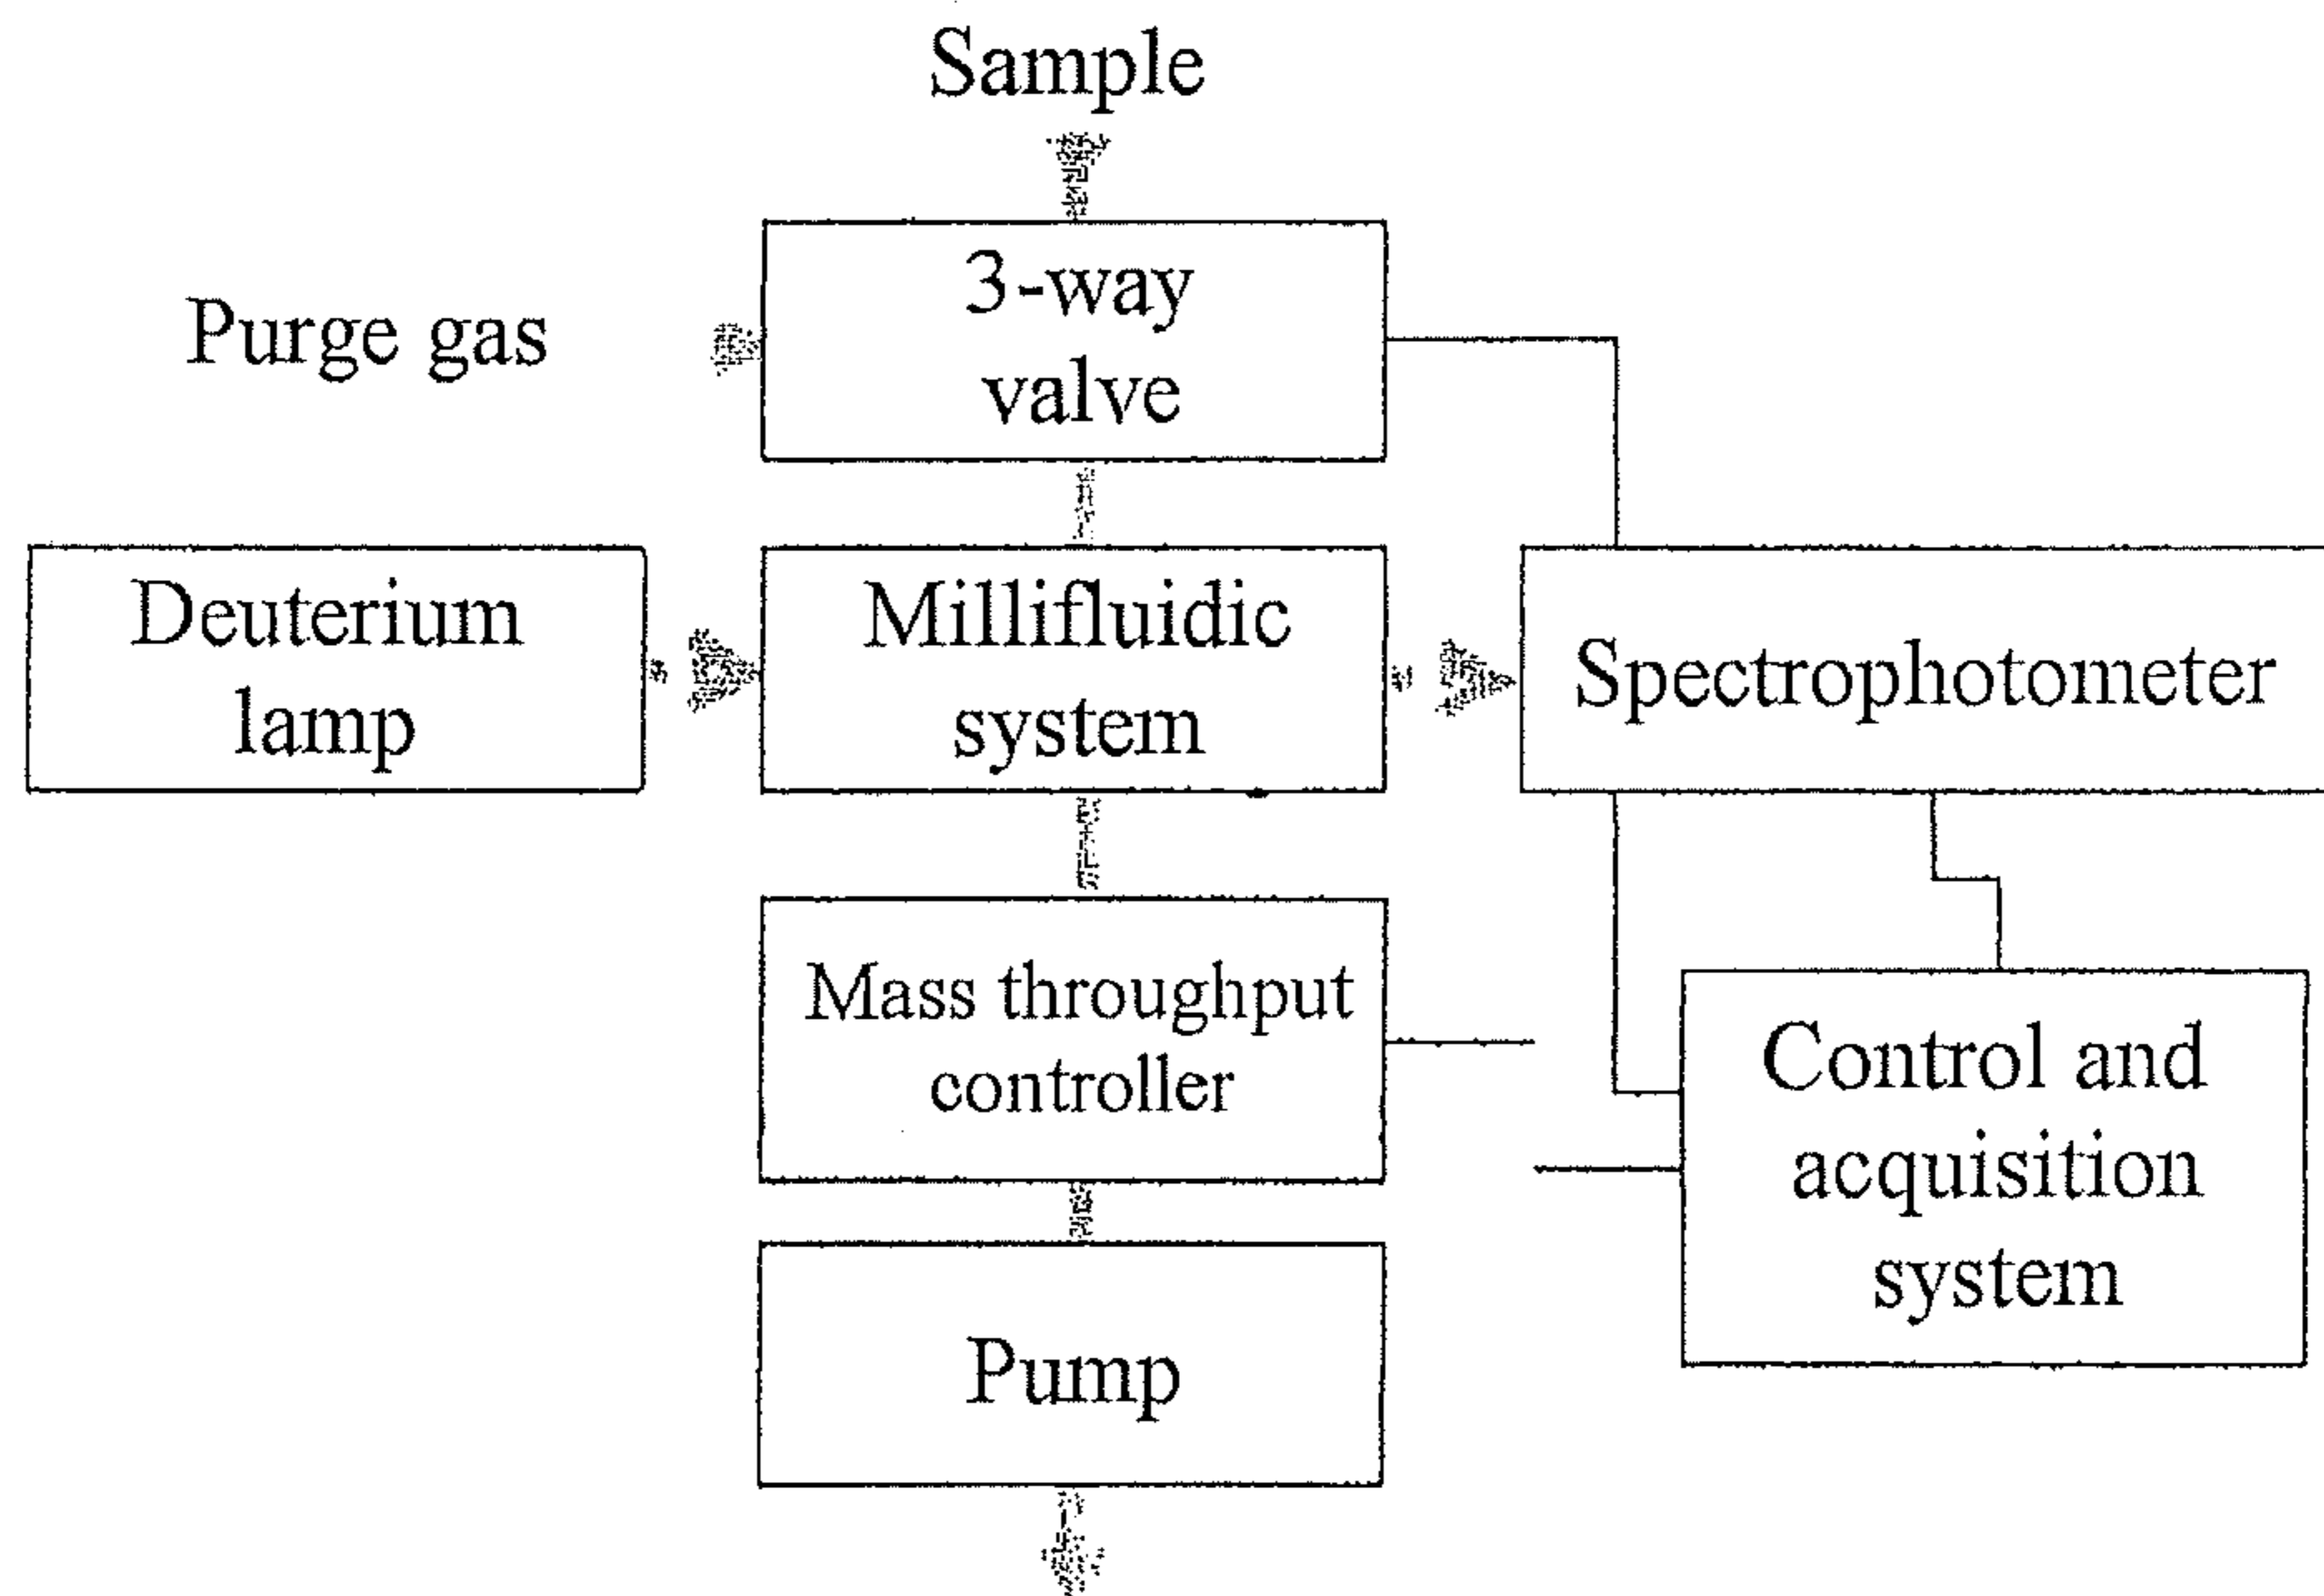 Sample
3-way
valve
Purge gas
Deuterium
lamp
Millifluidic
system
Spectrophotometer
Mass throughput
controller
Control and
acquisition
system
Pump